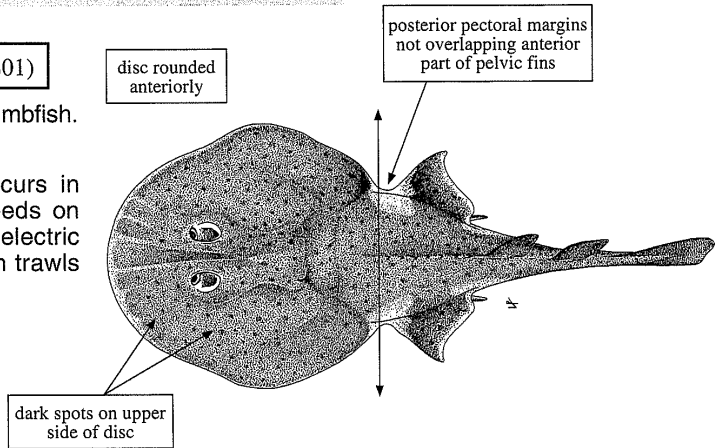 01)
mbfish.
curs in
eeds on
electric
n trawls
disc rounded
anteriorly
posterior pectoral margins
not overlapping anterior
part of pelvic fins
dark spots on upper
side of disc